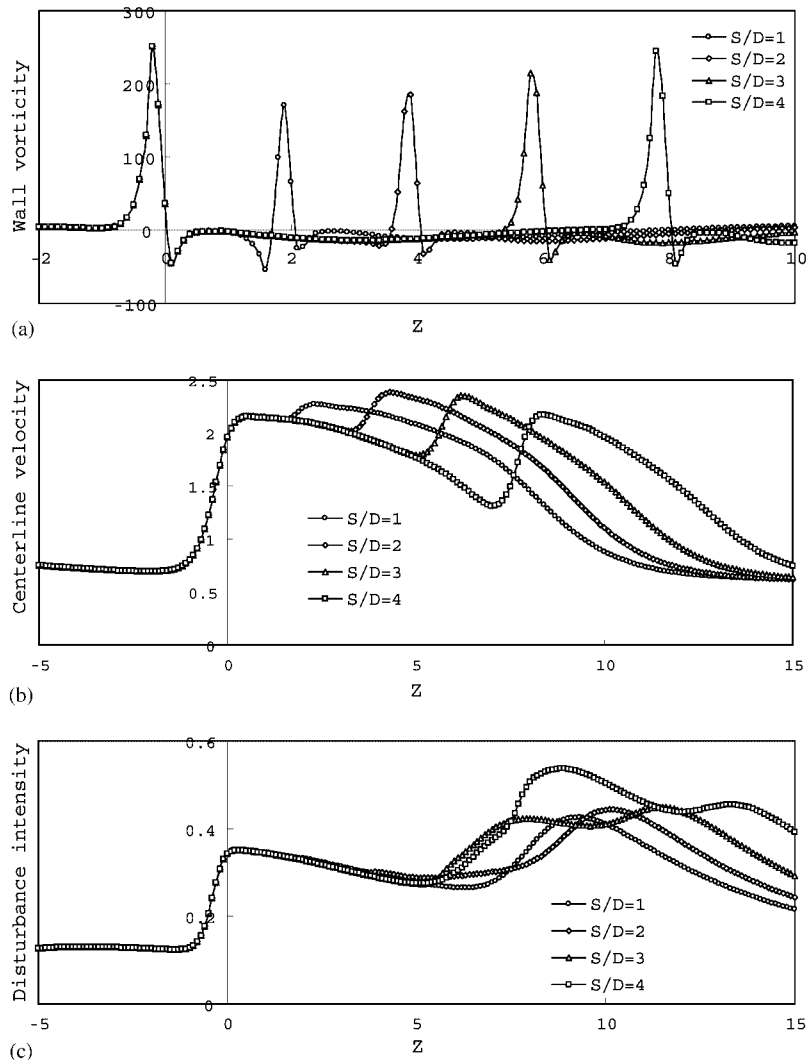 300
200
100
0
-100
-2
0
2
4
6
8
10
Wall vorticity
Z
S/D=1
S/D=2
S/D=3
S/D=4
(a)
2.5
2
1.5
1
0.5
0
-5
0
5
10
15
Centerline velocity
Z
S/D=1
S/D=2
S/D=3
S/D=4
(b)
0.6
0.4
0.2
0
-5
0
5
10
15
Disturbance intensity
Z
S/D=1
S/D=2
S/D=3
S/D=4
(c)